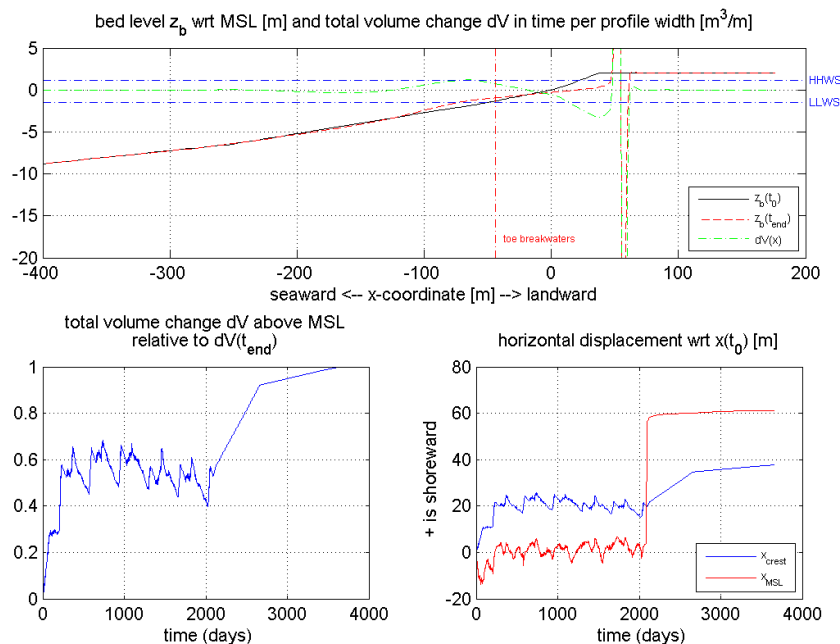 bed level z_b wrt MSL [m] and total volume change dV in time per profile width [m^3/m]
5
0
-5
-10
-15
-20
HHWS
LLWS
toe breakwaters
z_b(t_0)
z_b(t_end)
dV(x)
-400
-300
-200
-100
0
100
200
seaward <-- x-coordinate [m] --> landward
total volume change dV above MSL
relative to dV(t_end)
1
0.8
0.6
0.4
0.2
0
0
1000
2000
3000
4000
time (days)
horizontal displacement wrt x(t_0) [m]
+ is shoreward
80
60
40
20
0
-20
x_crest
x_MSL
0
1000
2000
3000
4000
time (days)